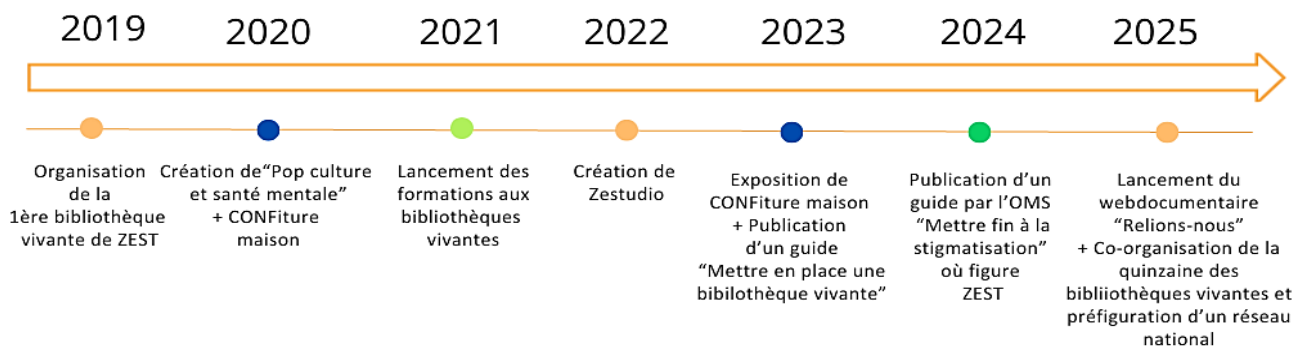 2019
2020
2021
2022
2023
2024
2025
Organisation
de la
1ère bibliothèque
vivante de ZEST
Création de“Pop culture
et santé mentale”
+ CONFiture
maison
Lancement des
formations aux
bibliothèques
vivantes
Création de
Zestudio
Exposition de
CONFiture maison
+ Publication
d’un guide
“Mettre en place une
bibilothèque vivante”
Publication d’un
guide par l’OMS
“Mettre fin à la
stigmatisation”
où figure
ZEST
Lancement du
webdocumentaire
“Relions-nous”
+ Co-organisation de la
quinzaine des
bibliiothèques vivantes et
préfiguration d’un réseau
national